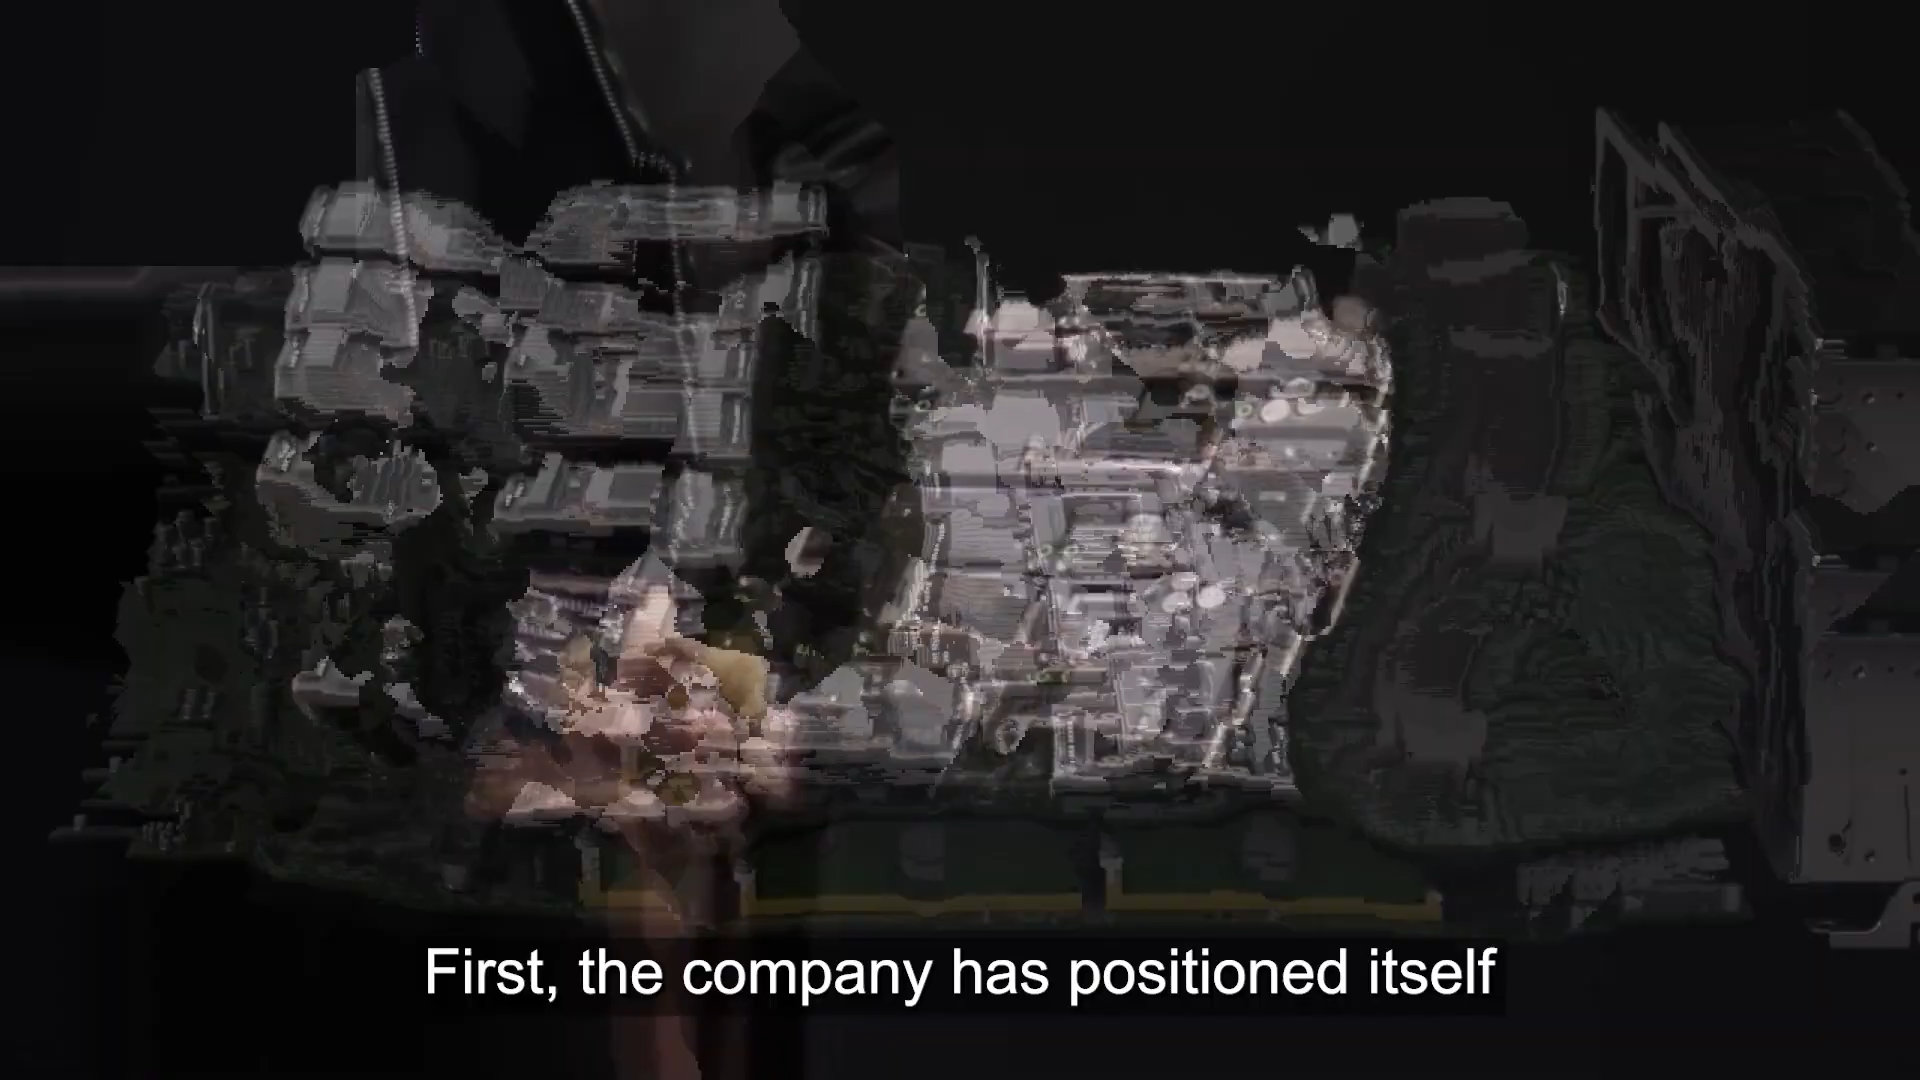 First, the company has positioned itself